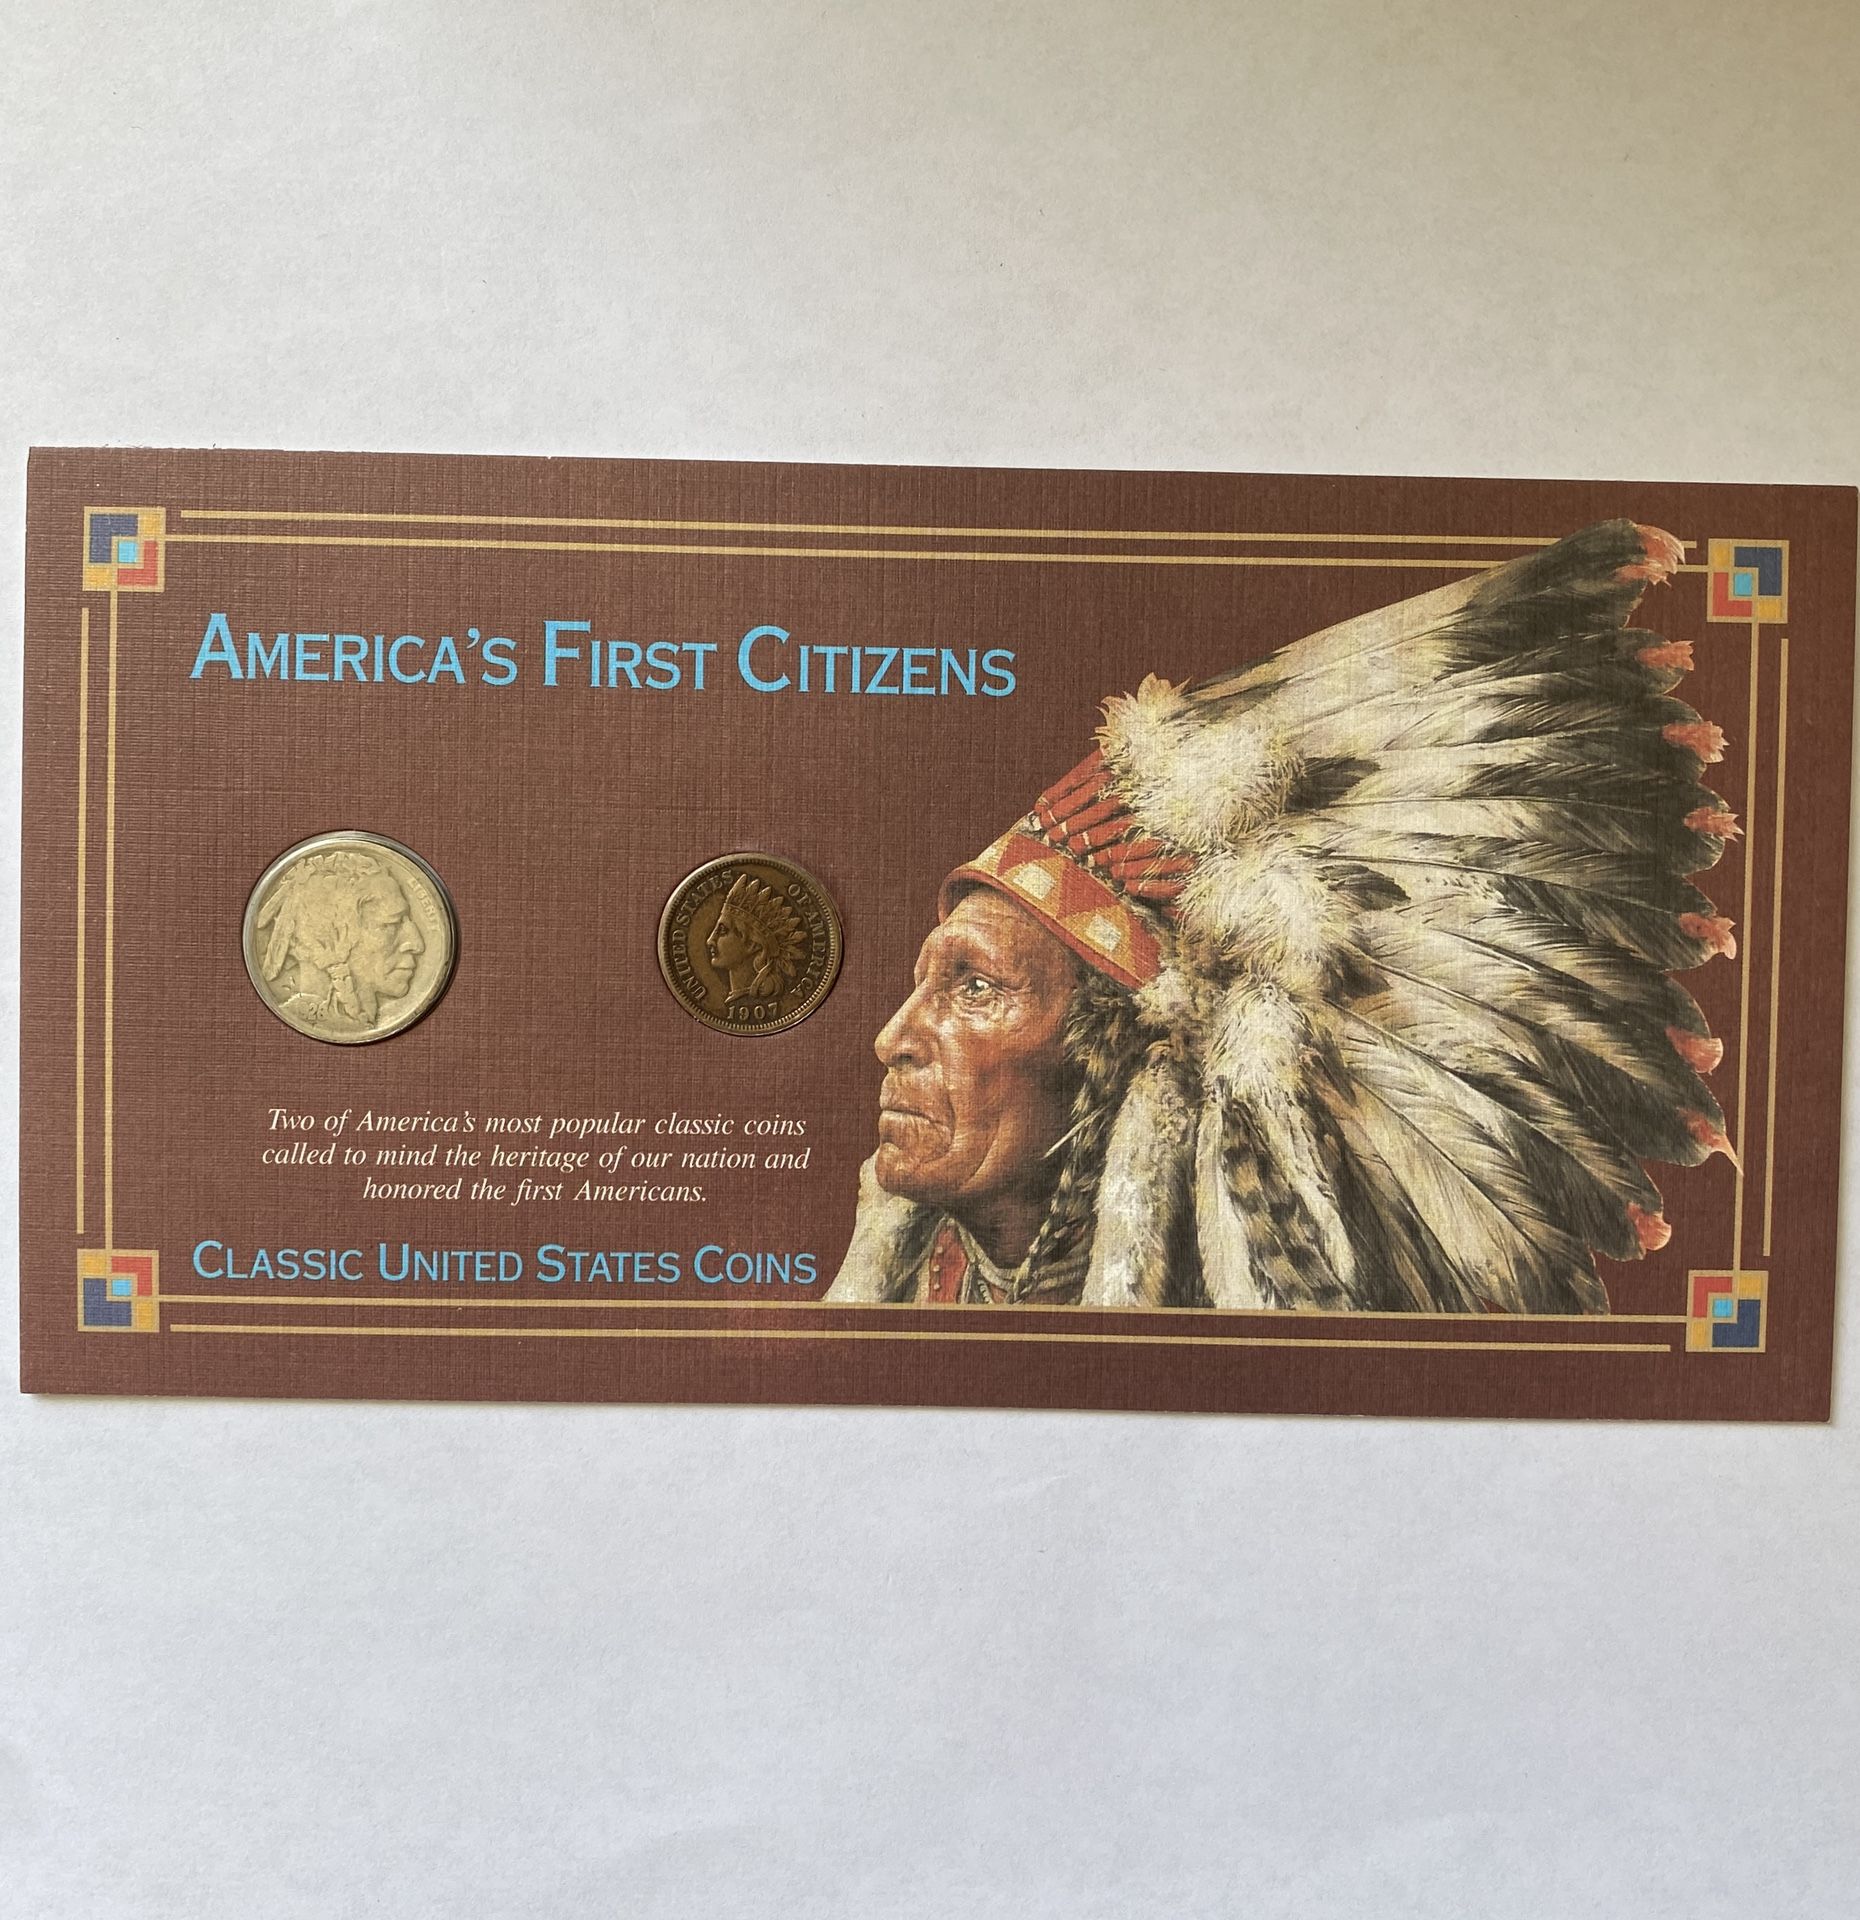 AMERICA'S FIRST CITIZENS
LIBERTY
UNITED STATES OF AMERICA
1907
Two of America's most popular classic coins
called to mind the heritage of our nation and
honored the first Americans.
CLASSIC UNITED STATES COINS